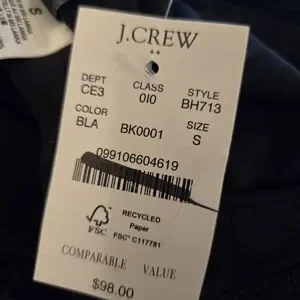 S
J.CREW
DEPT CLASS STYLE
CE3 010 BH713
COLOR SIZE
BLA BK0001 S
099106604619
FSC
RECYCLED
Paper
FSC™ C117781
COMPARABLE VALUE
$98.00